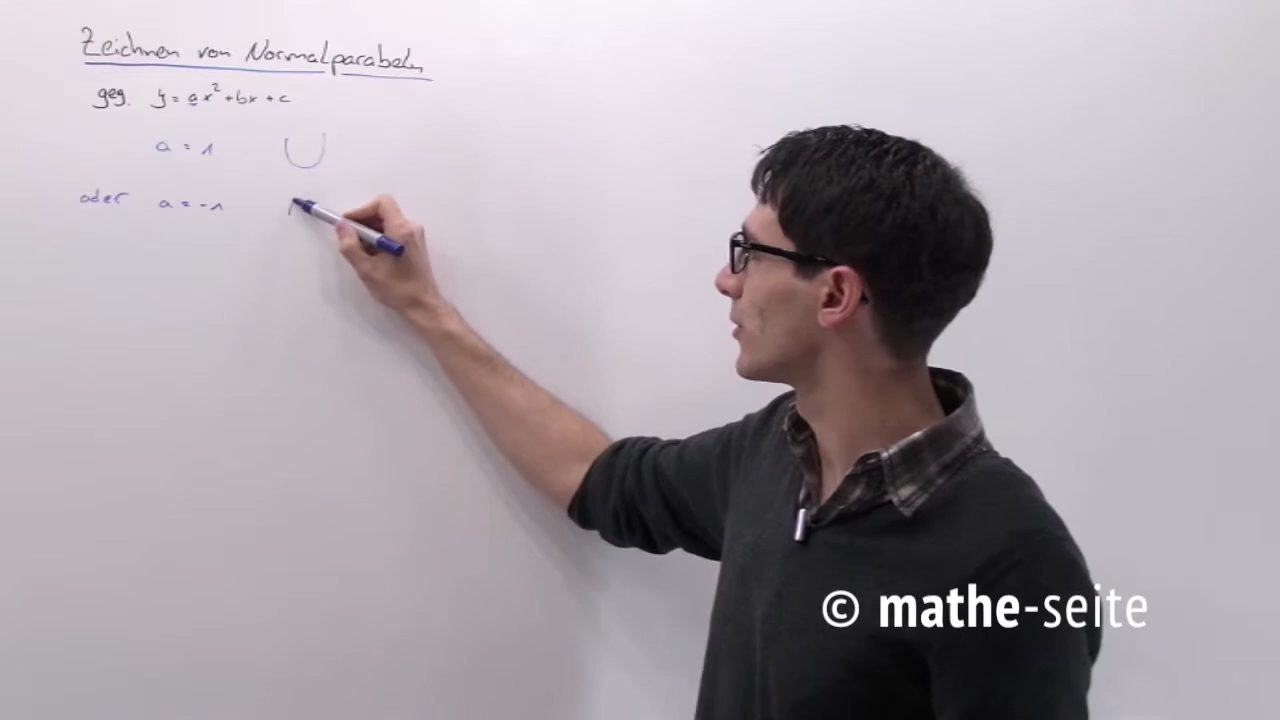 Zeichnen von Normalparabeln
geg. y = ax² + bx + c
a = 1
oder a = -1
© mathe-seite